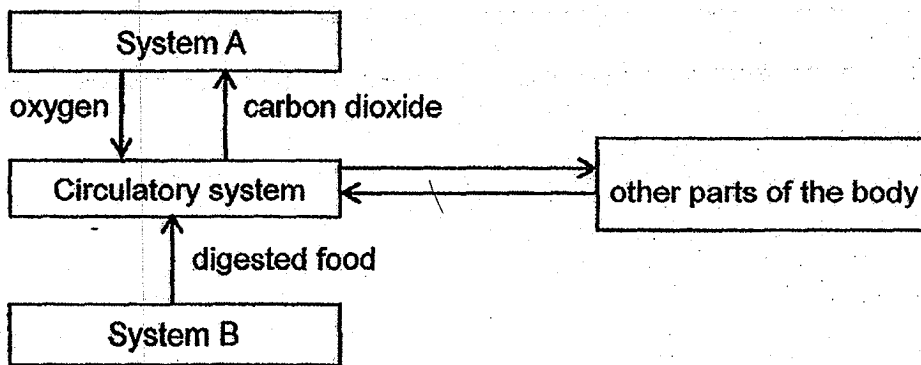 System A
oxygen
carbon dioxide
Circulatory system
other parts of the body
digested food
System B